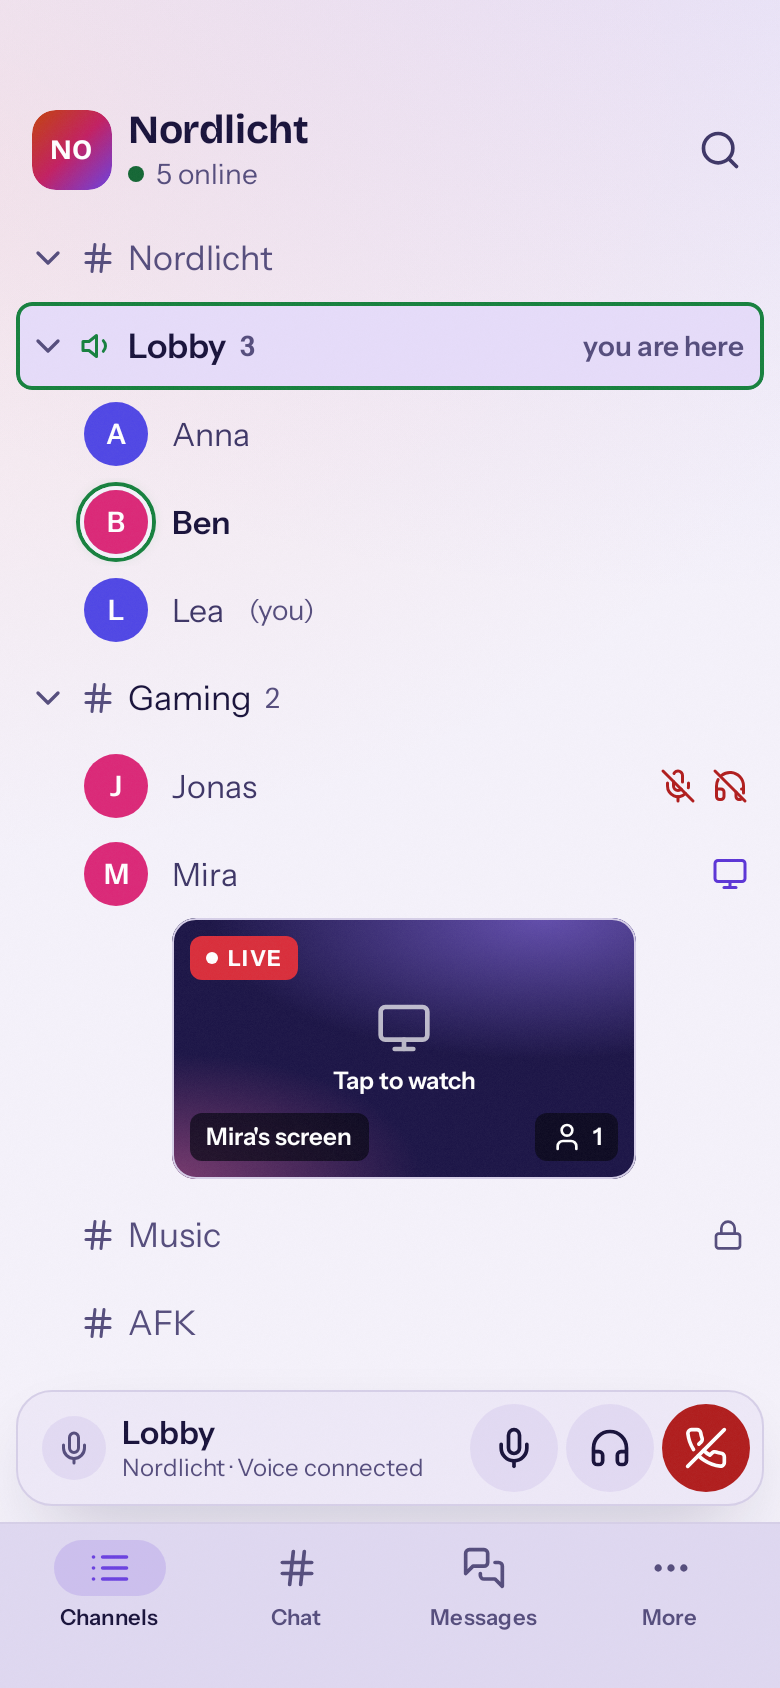 NO
Nordlicht
5 online
# Nordlicht
Lobby 3 you are here
A Anna
B Ben
L Lea (you)
# Gaming 2
J Jonas
M Mira
LIVE
Tap to watch
Mira's screen 1
# Music
# AFK
Lobby
Nordlicht · Voice connected
Channels # Chat Messages More